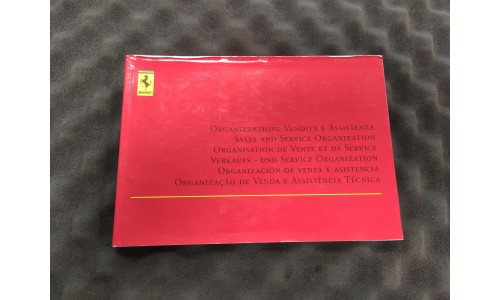 Ferrari
Organizzazione Vendita e Assistenza
Sales and Service Organization
Organisation de Vente et de Service
Verkaufs - und Service Organization
Organización de venta y asistencia
Organização de Venda e Assistência Técnica